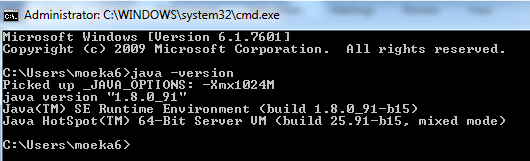 Administrator: C:\WINDOWS\system32\cmd.exe
Microsoft Windows [Version 6.1.7601]
Copyright (c) 2009 Microsoft Corporation.  All rights reserved.
C:\Users\moeka6>java -version
Picked up _JAVA_OPTIONS: -Xmx1024M
java version "1.8.0_91"
Java(TM) SE Runtime Environment (build 1.8.0_91-b15)
Java HotSpot(TM) 64-Bit Server VM (build 25.91-b15, mixed mode)
C:\moeka6>